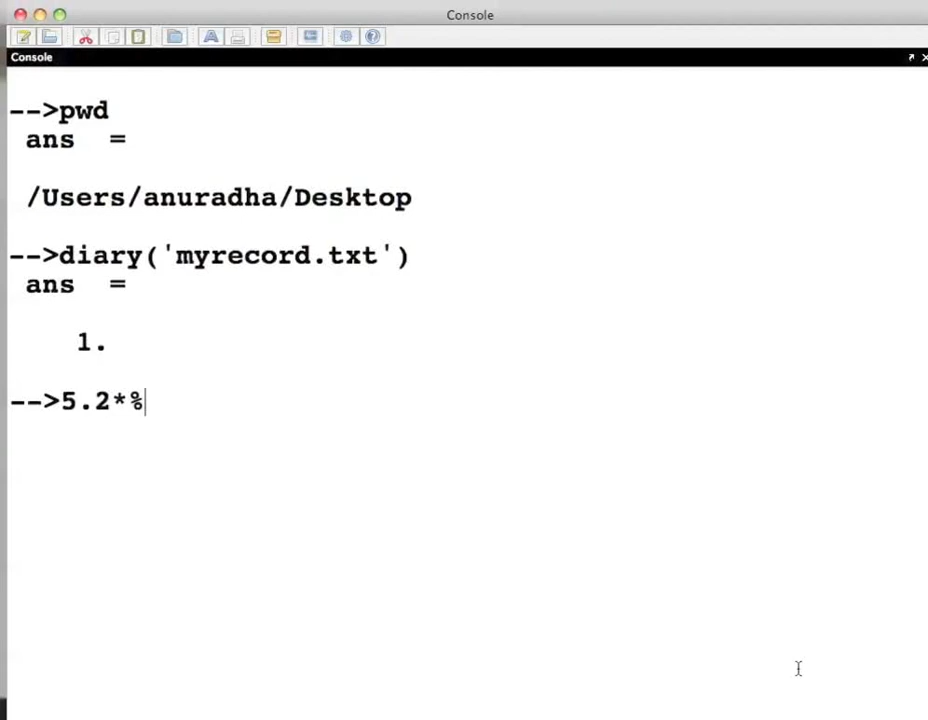 Console
Console
-->pwd
ans =
/Users/anuradha/Desktop
-->diary('myrecord.txt')
ans =
1.
-->5.2*%